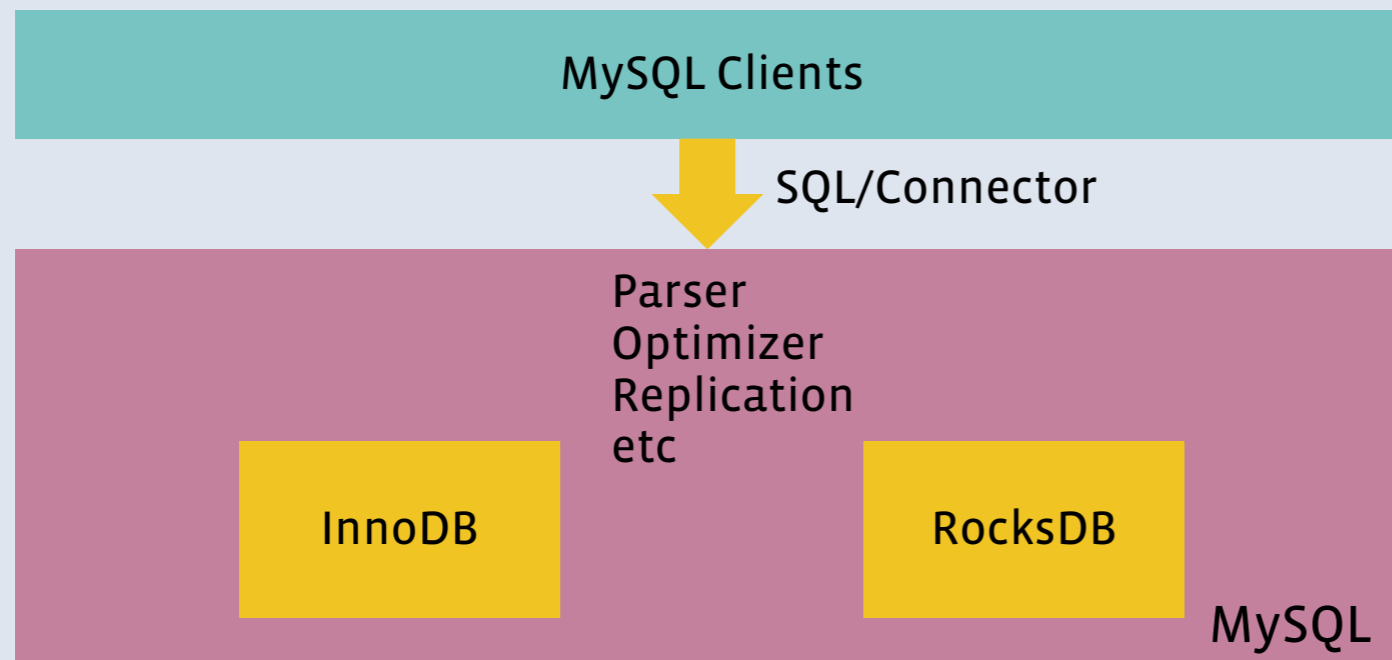 MySQL Clients
SQL/Connector
Parser
Optimizer
Replication
etc
InnoDB
RocksDB
MySQL